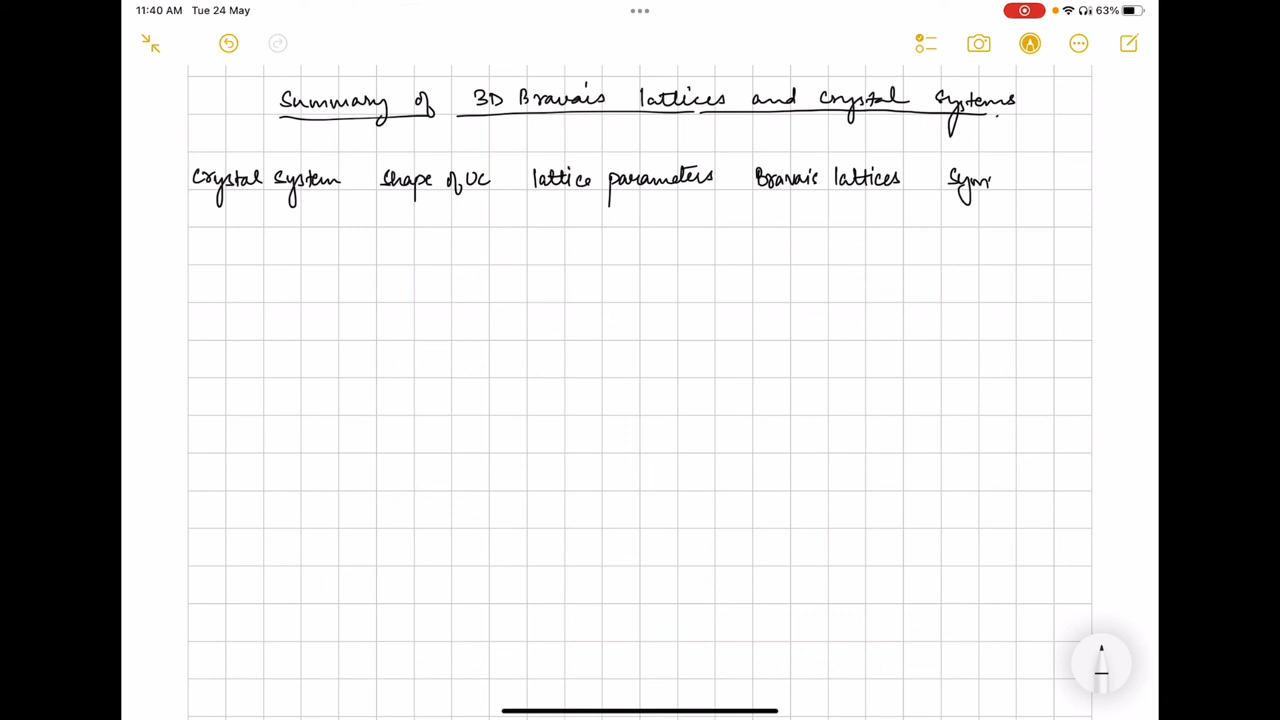 11:40 AM Tue 24 May 63%
Summary of 3D Bravais lattices and Crystal Systems
Crystal System shape of UC lattice parameters Bravais lattices Sym